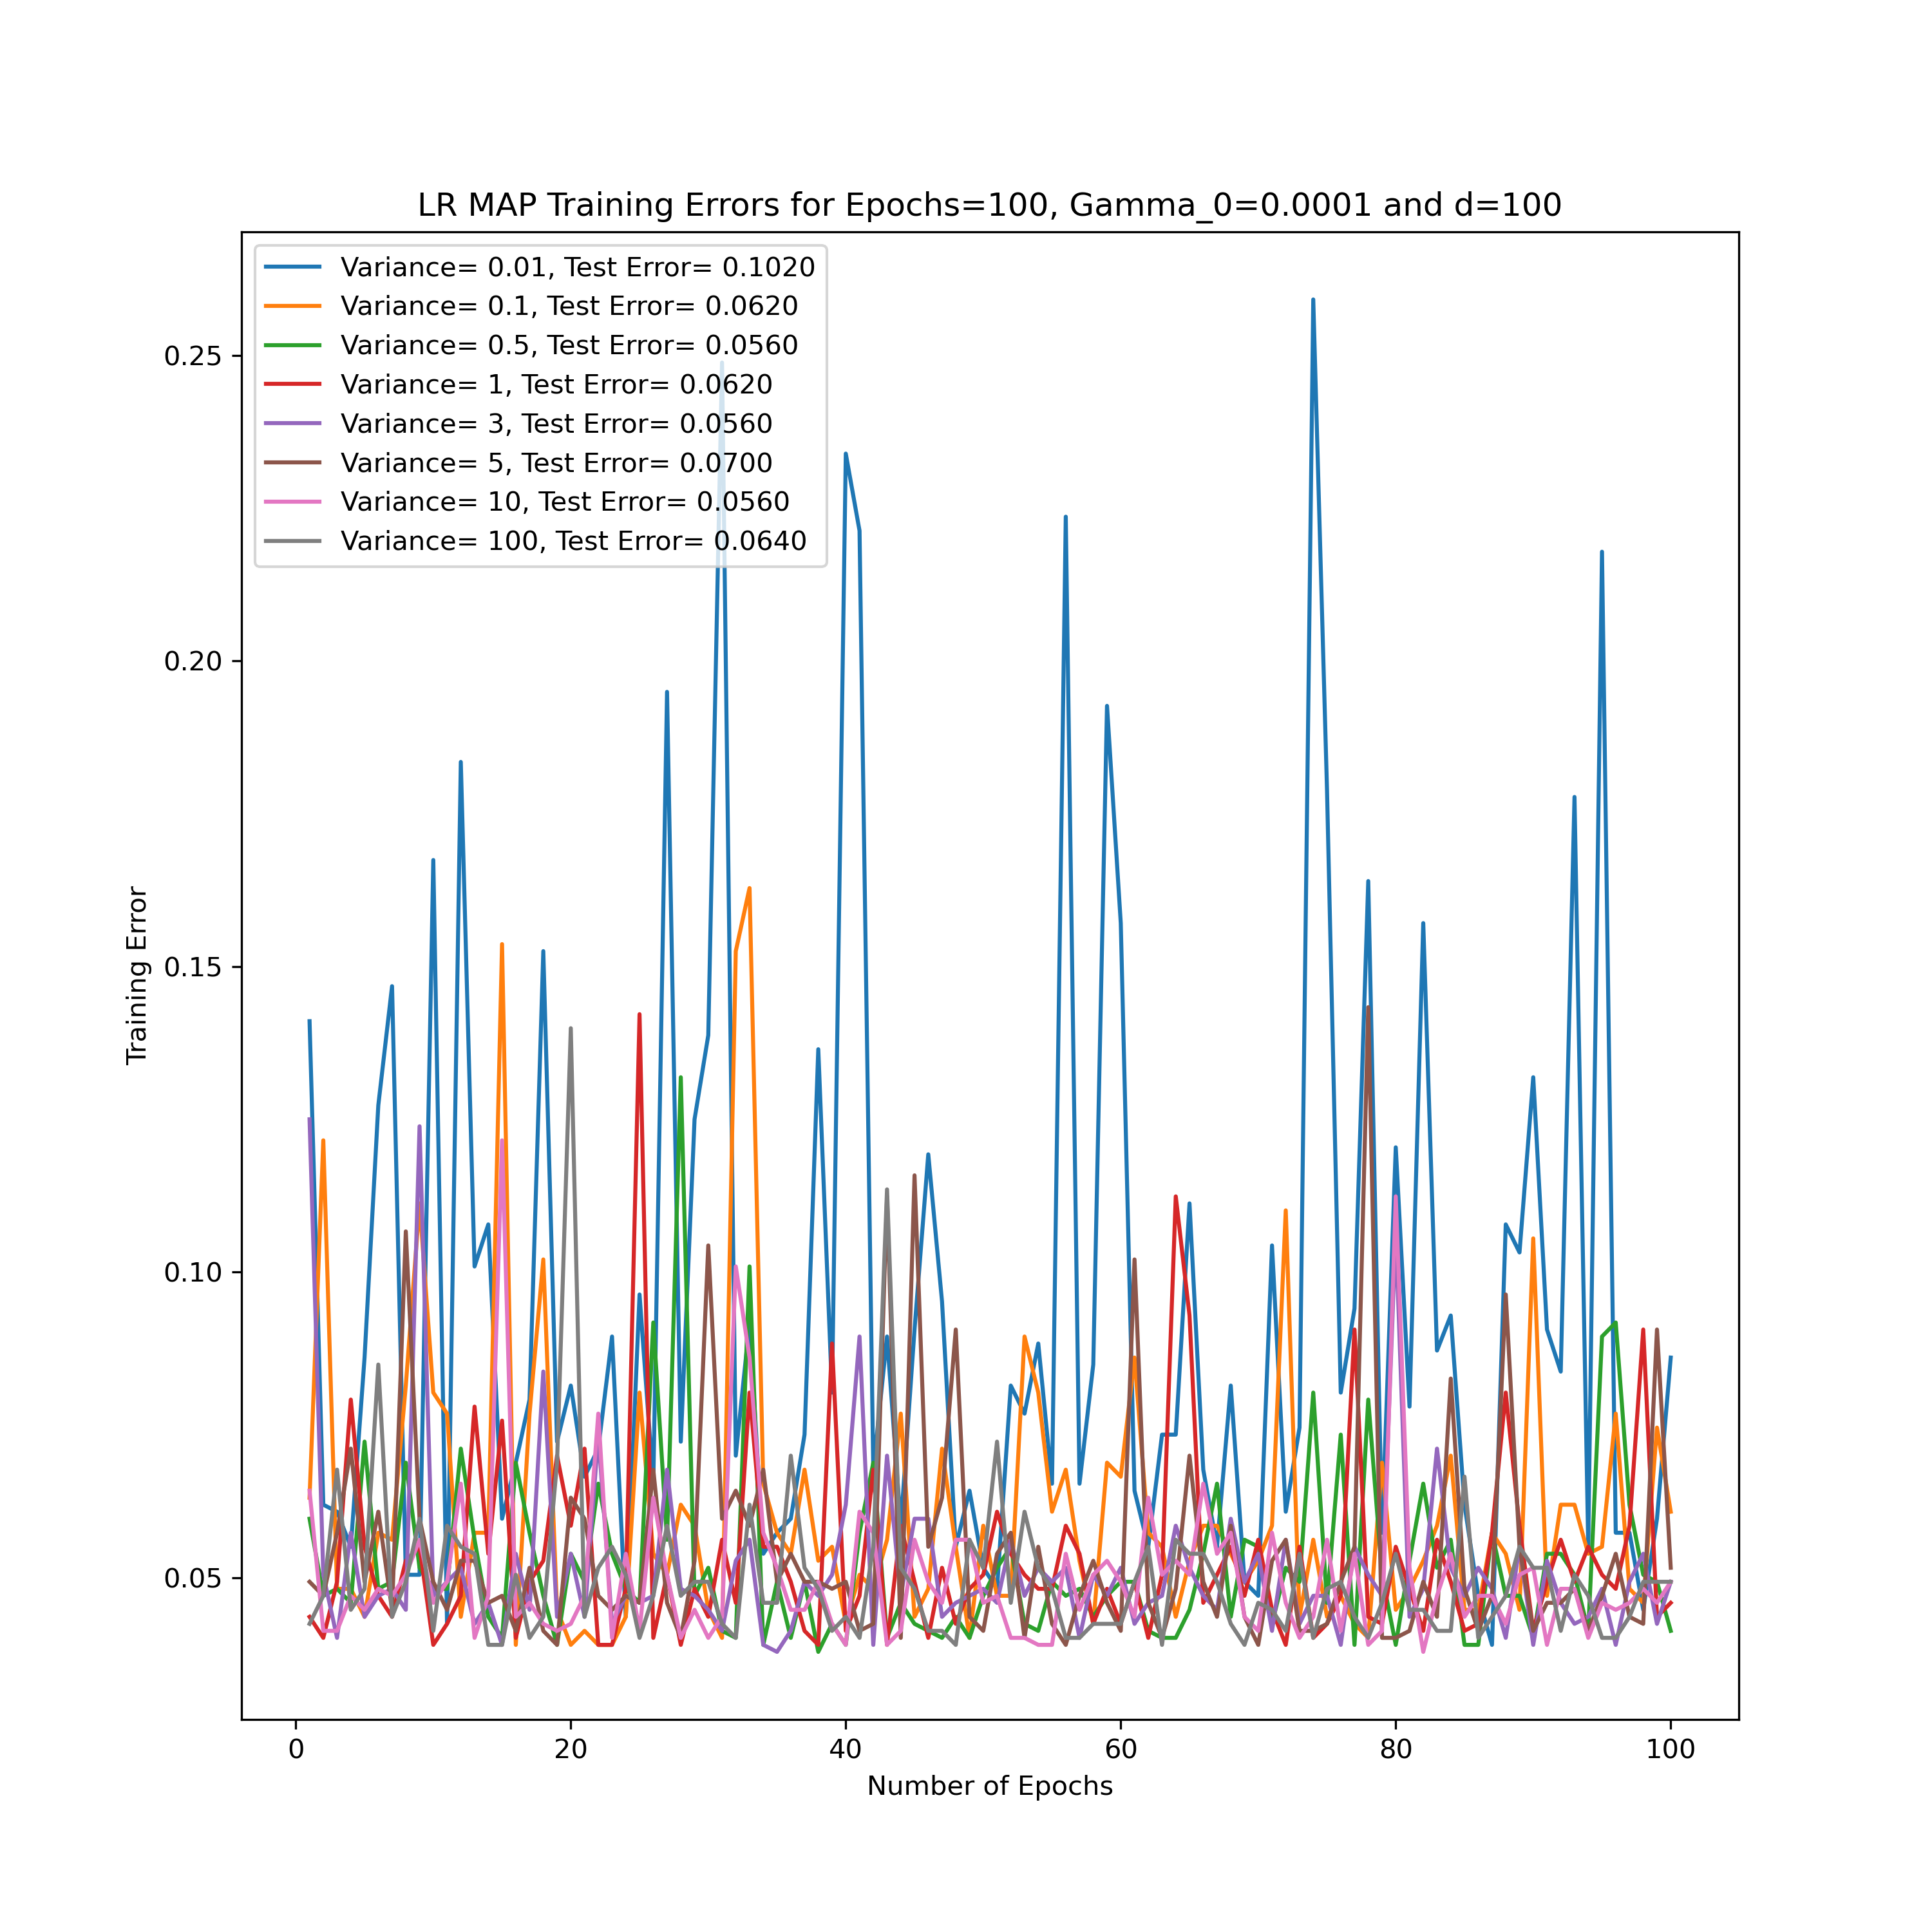 LR MAP Training Errors for Epochs=100, Gamma_0=0.0001 and d=100
Variance= 0.01, Test Error= 0.1020
Variance= 0.1, Test Error= 0.0620
Variance= 0.5, Test Error= 0.0560
Variance= 1, Test Error= 0.0620
Variance= 3, Test Error= 0.0560
Variance= 5, Test Error= 0.0700
Variance= 10, Test Error= 0.0560
Variance= 100, Test Error= 0.0640
0.25
0.20
0.15
0.10
0.05
Training Error
0 20 40 60 80 100
Number of Epochs